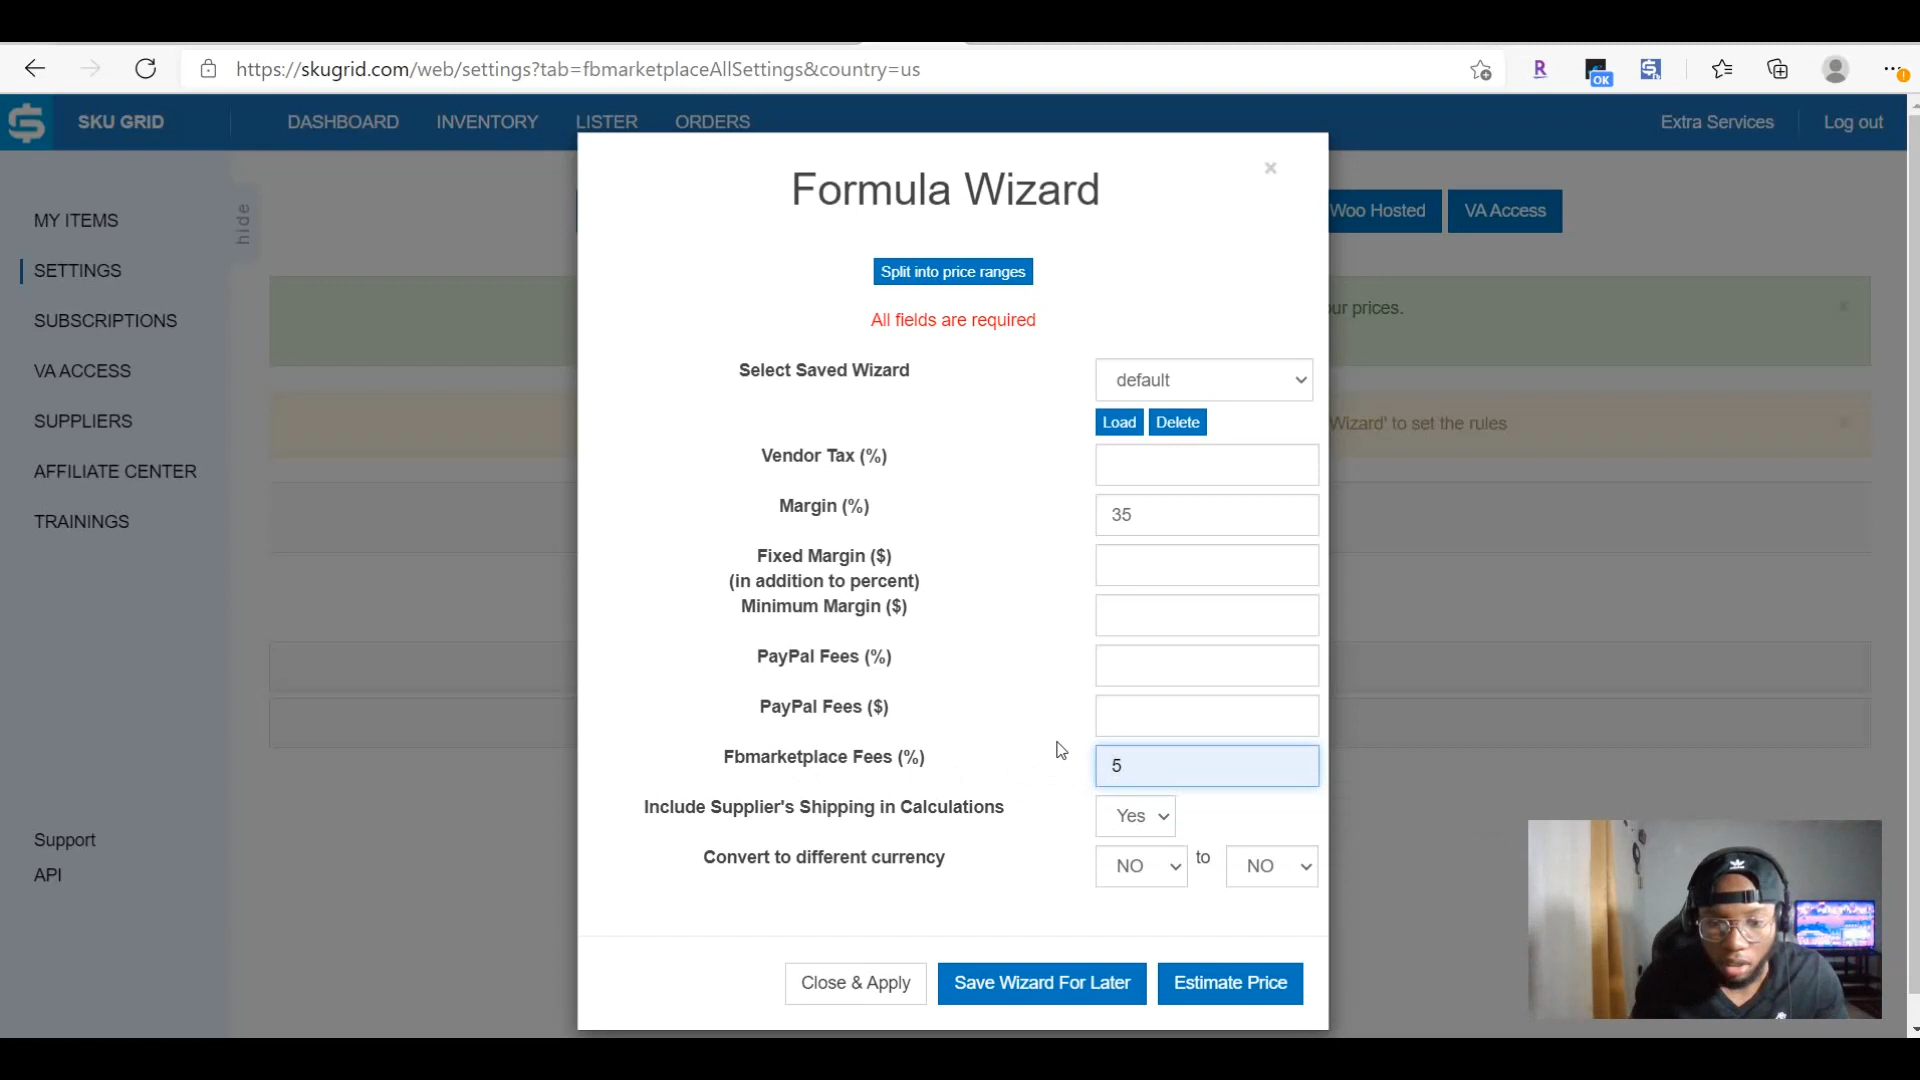 https://skugrid.com/web/settings?tab=fbmarketplaceAllSettings&country=us
R
OK
SKU GRID
DASHBOARD
INVENTORY
LISTER
ORDERS
Extra Services
Log out
hide
MY ITEMS
SETTINGS
SUBSCRIPTIONS
VA ACCESS
SUPPLIERS
AFFILIATE CENTER
TRAININGS
Support
API
Woo Hosted
VA Access
ur prices.
Wizard' to set the rules
Formula Wizard
×
Split into price ranges
All fields are required
Select Saved Wizard
default
Load
Delete
Vendor Tax (%)
Margin (%)
35
Fixed Margin ($)
(in addition to percent)
Minimum Margin ($)
PayPal Fees (%)
PayPal Fees ($)
Fbmarketplace Fees (%)
5
Include Supplier's Shipping in Calculations
Yes
Convert to different currency
NO
to
NO
Close & Apply
Save Wizard For Later
Estimate Price